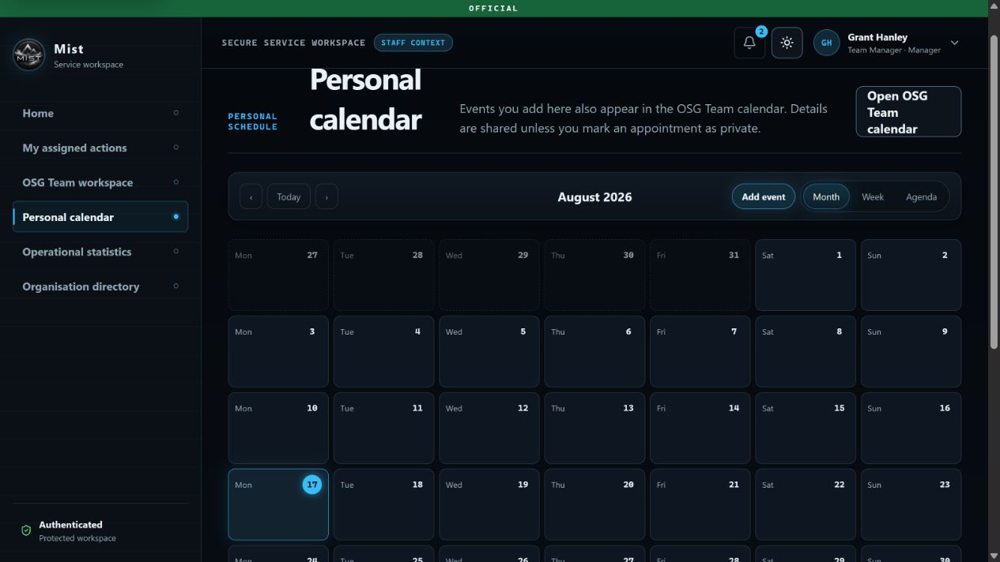 OFFICIAL
MIST
Mist
Service workspace
Home
My assigned actions
OSG Team workspace
Personal calendar
Operational statistics
Organisation directory
Authenticated
Protected workspace
SECURE SERVICE WORKSPACE
STAFF CONTEXT
2
GH
Grant Hanley
Team Manager · Manager
PERSONAL
SCHEDULE
Personal
calendar
Events you add here also appear in the OSG Team calendar. Details
are shared unless you mark an appointment as private.
Open OSG
Team
calendar
‹ Today ›
August 2026
Add event
Month Week Agenda
Mon 27 Tue 28 Wed 29 Thu 30 Fri 31 Sat 1 Sun 2
Mon 3 Tue 4 Wed 5 Thu 6 Fri 7 Sat 8 Sun 9
Mon 10 Tue 11 Wed 12 Thu 13 Fri 14 Sat 15 Sun 16
Mon 17 Tue 18 Wed 19 Thu 20 Fri 21 Sat 22 Sun 23
Mon 24 Tue 25 Wed 26 Thu 27 Fri 28 Sat 29 Sun 30